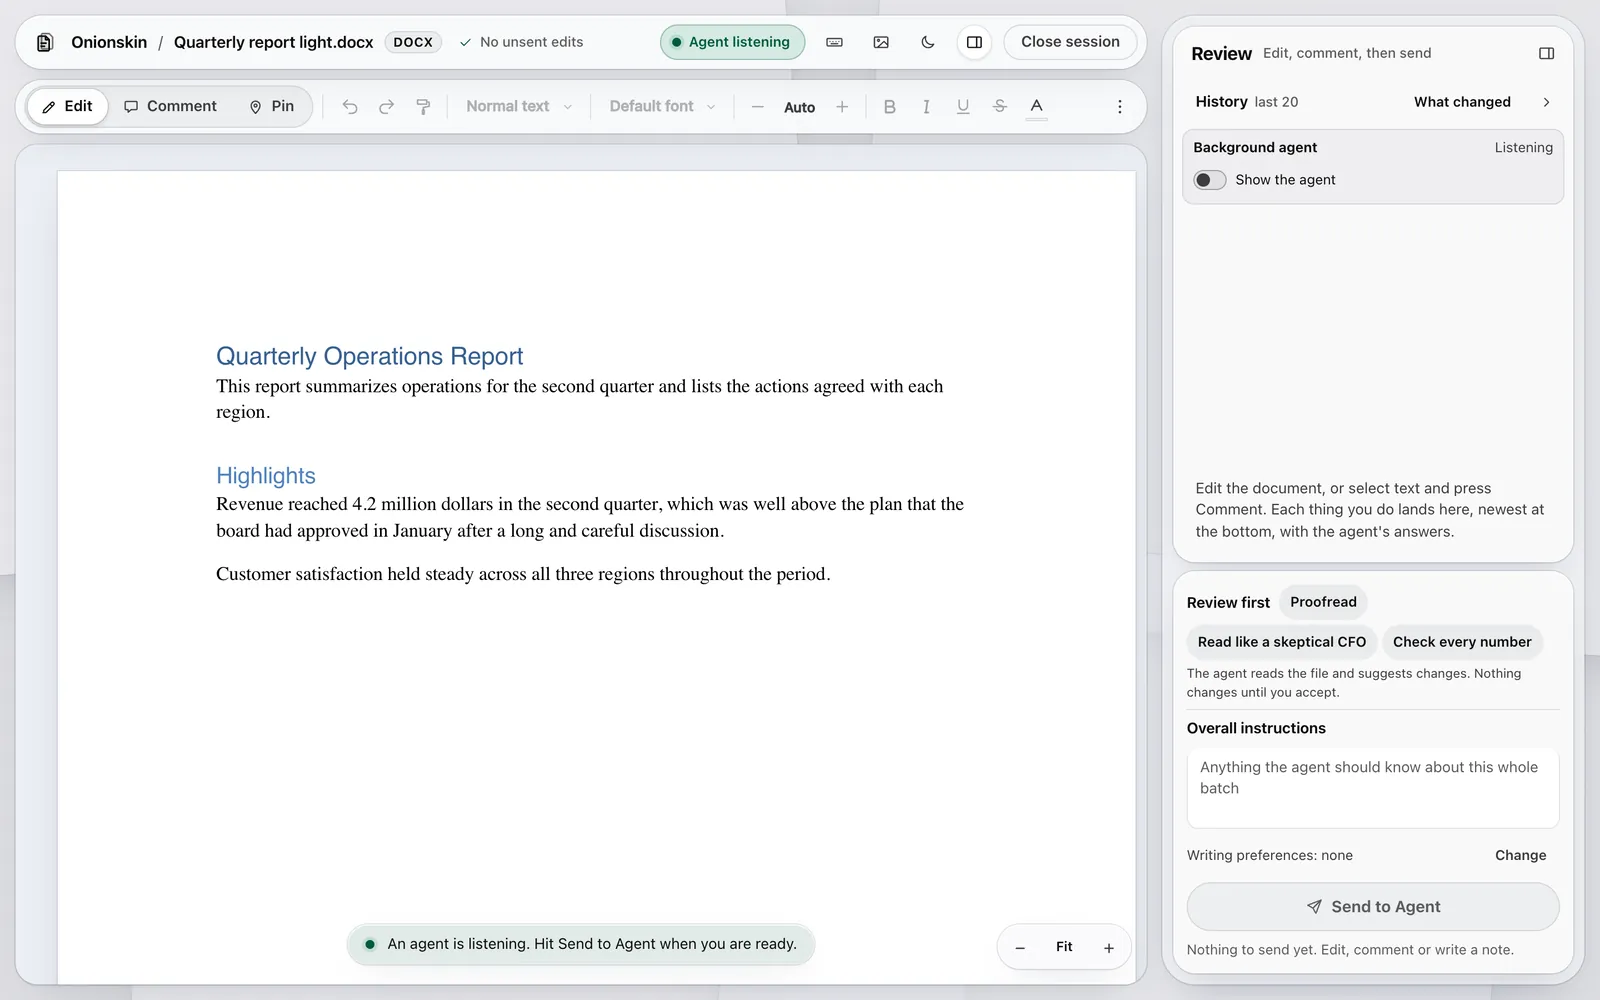 Onionskin / Quarterly report light.docx DOCX No unsent edits Agent listening Close session
Edit Comment Pin Normal text Default font − Auto + B I U S A
Quarterly Operations Report
This report summarizes operations for the second quarter and lists the actions agreed with each
region.
Highlights
Revenue reached 4.2 million dollars in the second quarter, which was well above the plan that the
board had approved in January after a long and careful discussion.
Customer satisfaction held steady across all three regions throughout the period.
An agent is listening. Hit Send to Agent when you are ready.
− Fit +
Review Edit, comment, then send
History last 20 What changed
Background agent Listening
Show the agent
Edit the document, or select text and press
Comment. Each thing you do lands here, newest at
the bottom, with the agent's answers.
Review first Proofread
Read like a skeptical CFO Check every number
The agent reads the file and suggests changes. Nothing
changes until you accept.
Overall instructions
Anything the agent should know about this whole
batch
Writing preferences: none Change
Send to Agent
Nothing to send yet. Edit, comment or write a note.